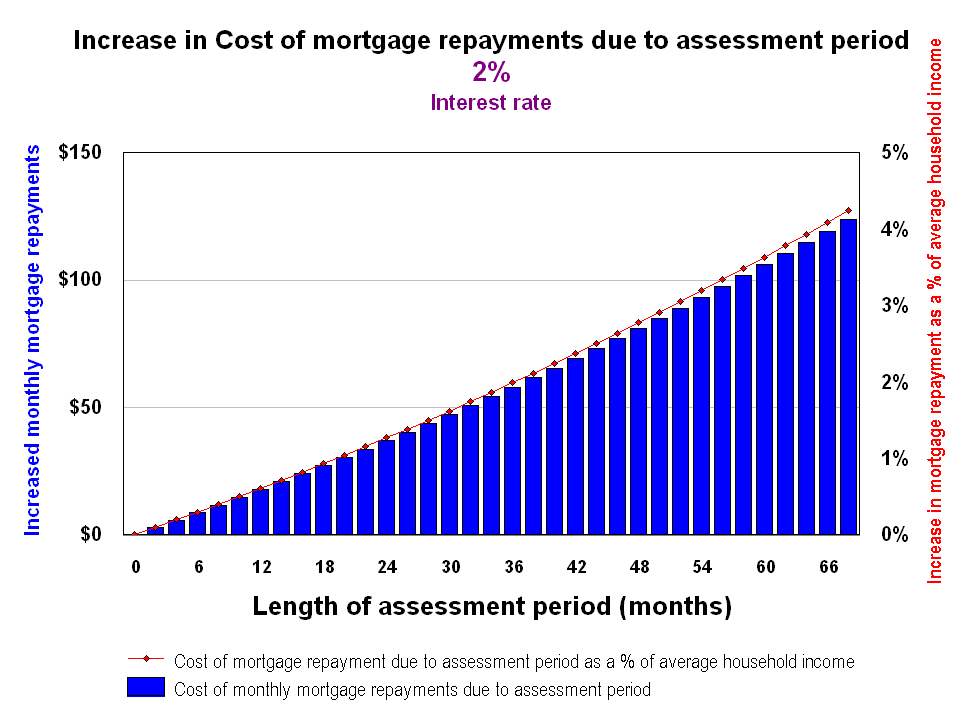 Increase in Cost of mortgage repayments due to assessment period
2%
Interest rate
Increased monthly mortgage repayments
Increase in mortgage repayment as a % of average household income
$150
$100
$50
$0
5%
4%
3%
2%
1%
0%
0 6 12 18 24 30 36 42 48 54 60 66
Length of assessment period (months)
Cost of mortgage repayment due to assessment period as a % of average household income
Cost of monthly mortgage repayments due to assessment period